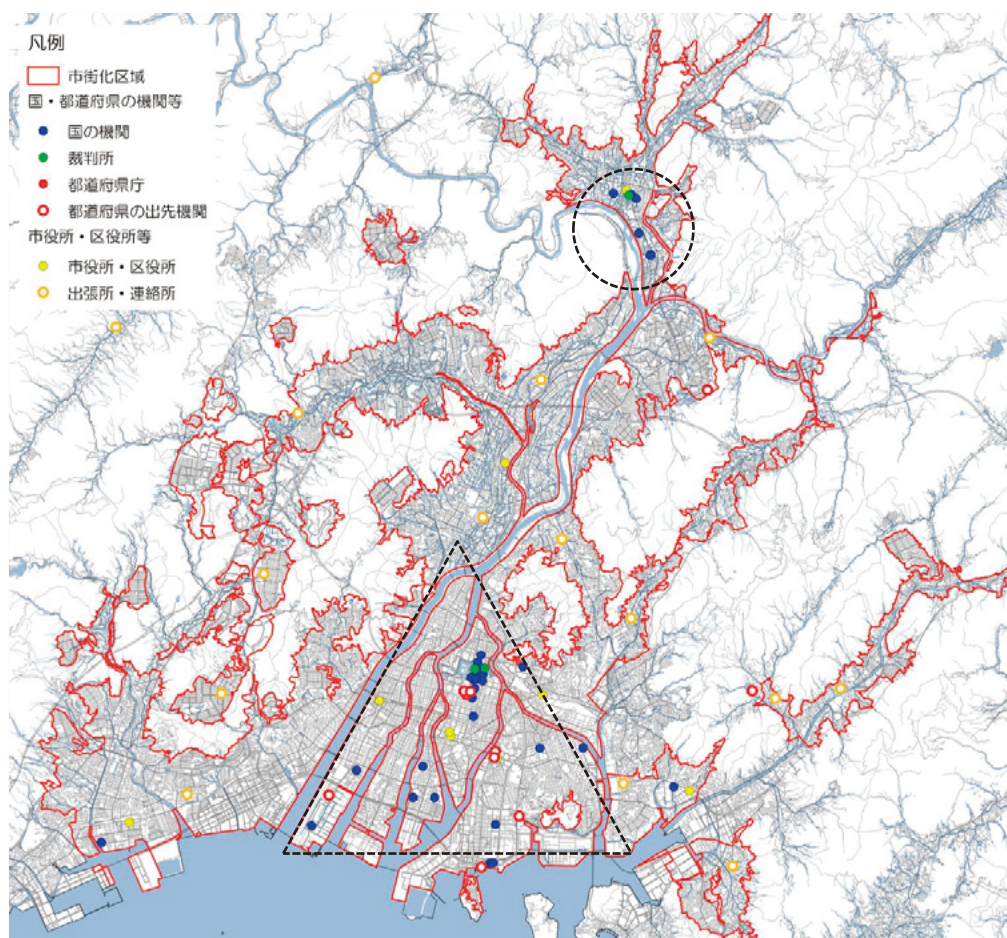 凡例
市街化区域
国・都道府県の機関等
国の機関
裁判所
都道府県庁
都道府県の出先機関
市役所・区役所等
市役所・区役所
出張所・連絡所